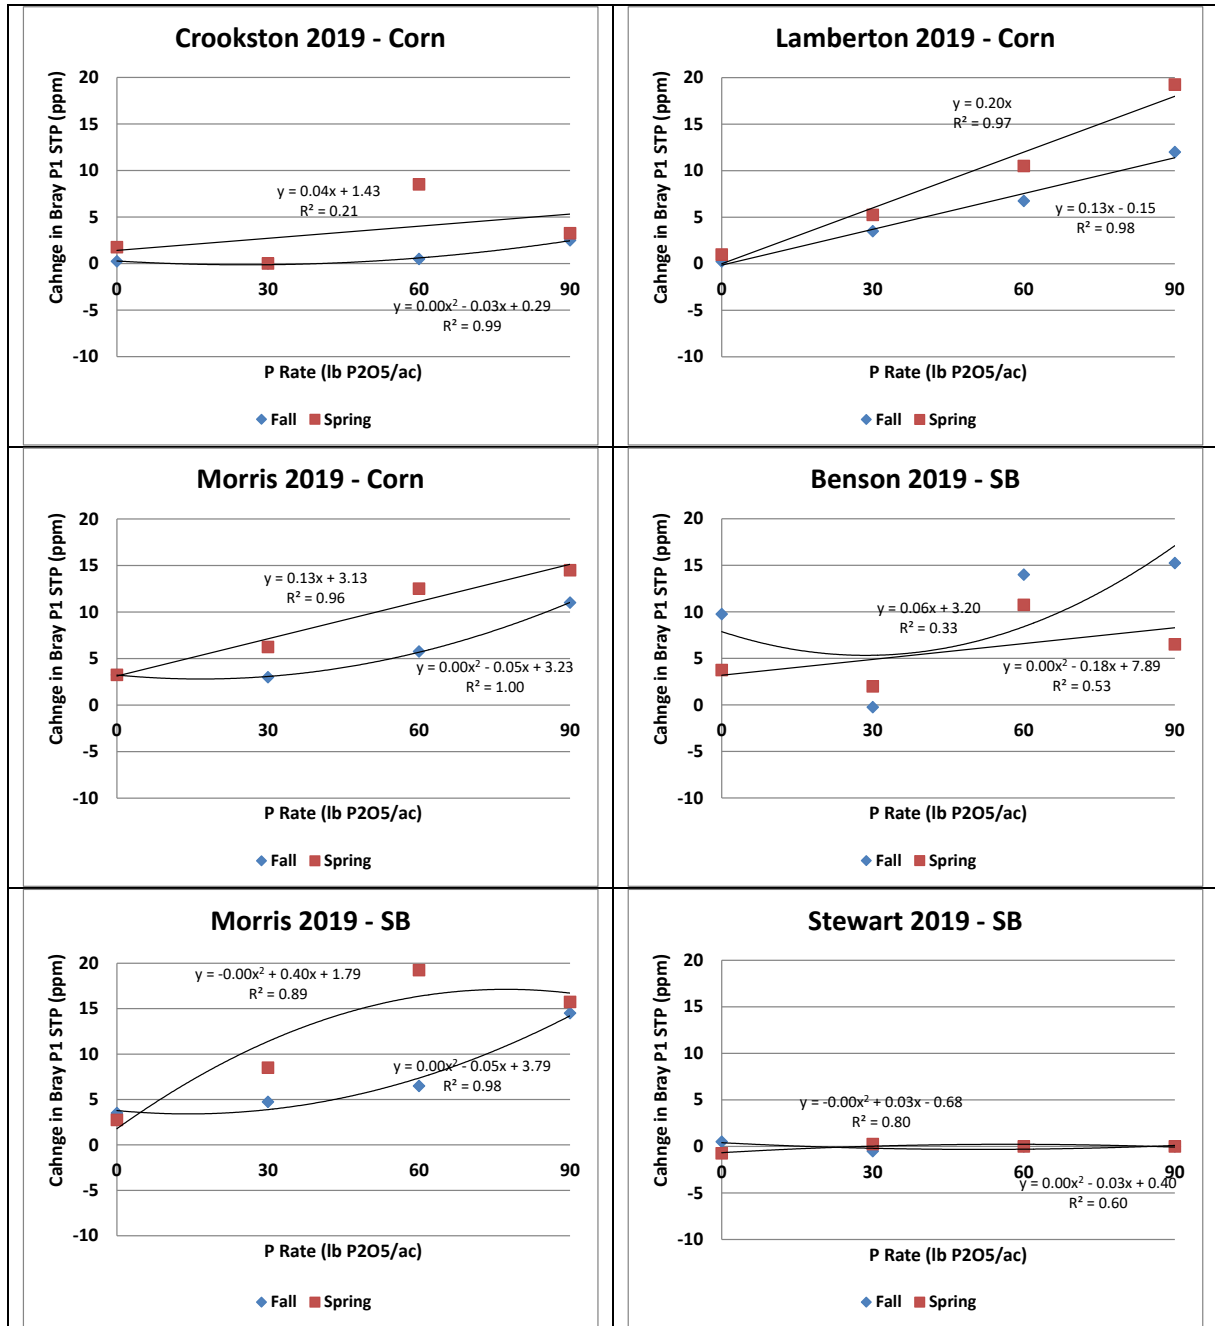 Crookston 2019 - Corn
Cahnge in Bray P1 STP (ppm)
20
15
10
5
0
-5
-10
0
30
60
90
y = 0.04x + 1.43
R² = 0.21
y = 0.00x² - 0.03x + 0.29
R² = 0.99
P Rate (lb P2O5/ac)
Fall Spring
Lamberton 2019 - Corn
Cahnge in Bray P1 STP (ppm)
20
15
10
5
0
-5
-10
0
30
60
90
y = 0.20x
R² = 0.97
y = 0.13x - 0.15
R² = 0.98
P Rate (lb P2O5/ac)
Fall Spring
Morris 2019 - Corn
Cahnge in Bray P1 STP (ppm)
20
15
10
5
0
-5
-10
0
30
60
90
y = 0.13x + 3.13
R² = 0.96
y = 0.00x² - 0.05x + 3.23
R² = 1.00
P Rate (lb P2O5/ac)
Fall Spring
Benson 2019 - SB
Cahnge in Bray P1 STP (ppm)
20
15
10
5
0
-5
-10
0
30
60
90
y = 0.06x + 3.20
R² = 0.33
y = 0.00x² - 0.18x + 7.89
R² = 0.53
P Rate (lb P2O5/ac)
Fall Spring
Morris 2019 - SB
Cahnge in Bray P1 STP (ppm)
20
15
10
5
0
-5
-10
0
30
60
90
y = -0.00x² + 0.40x + 1.79
R² = 0.89
y = 0.00x² - 0.05x + 3.79
R² = 0.98
P Rate (lb P2O5/ac)
Fall Spring
Stewart 2019 - SB
Cahnge in Bray P1 STP (ppm)
20
15
10
5
0
-5
-10
0
30
60
90
y = -0.00x² + 0.03x - 0.68
R² = 0.80
y = 0.00x² - 0.03x + 0.40
R² = 0.60
P Rate (lb P2O5/ac)
Fall Spring